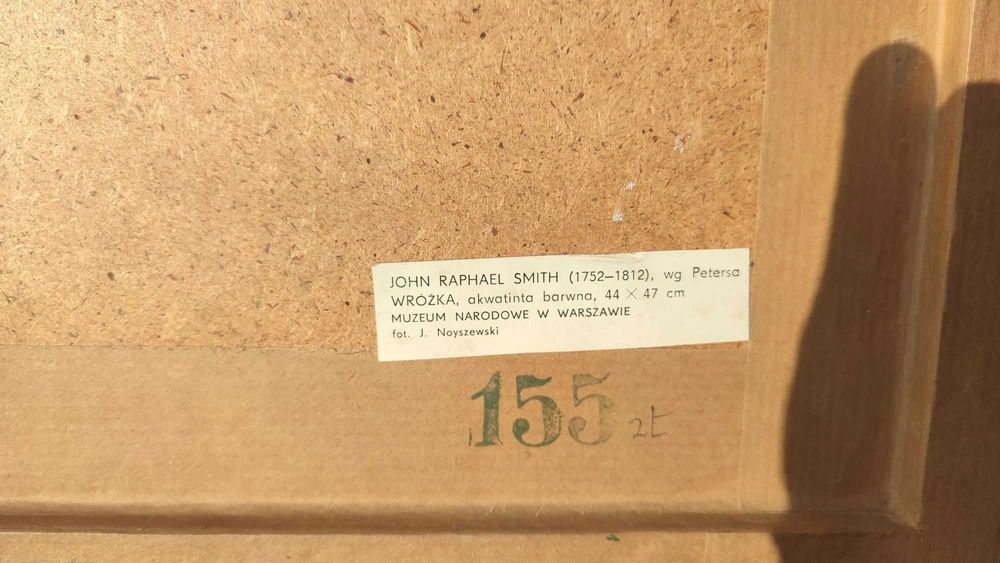 JOHN RAPHAEL SMITH (1752–1812), wg Petersa
WRÓŻKA, akwatinta barwna, 44 × 47 cm
MUZEUM NARODOWE W WARSZAWIE
fot. J. Noyszewski
155 zł